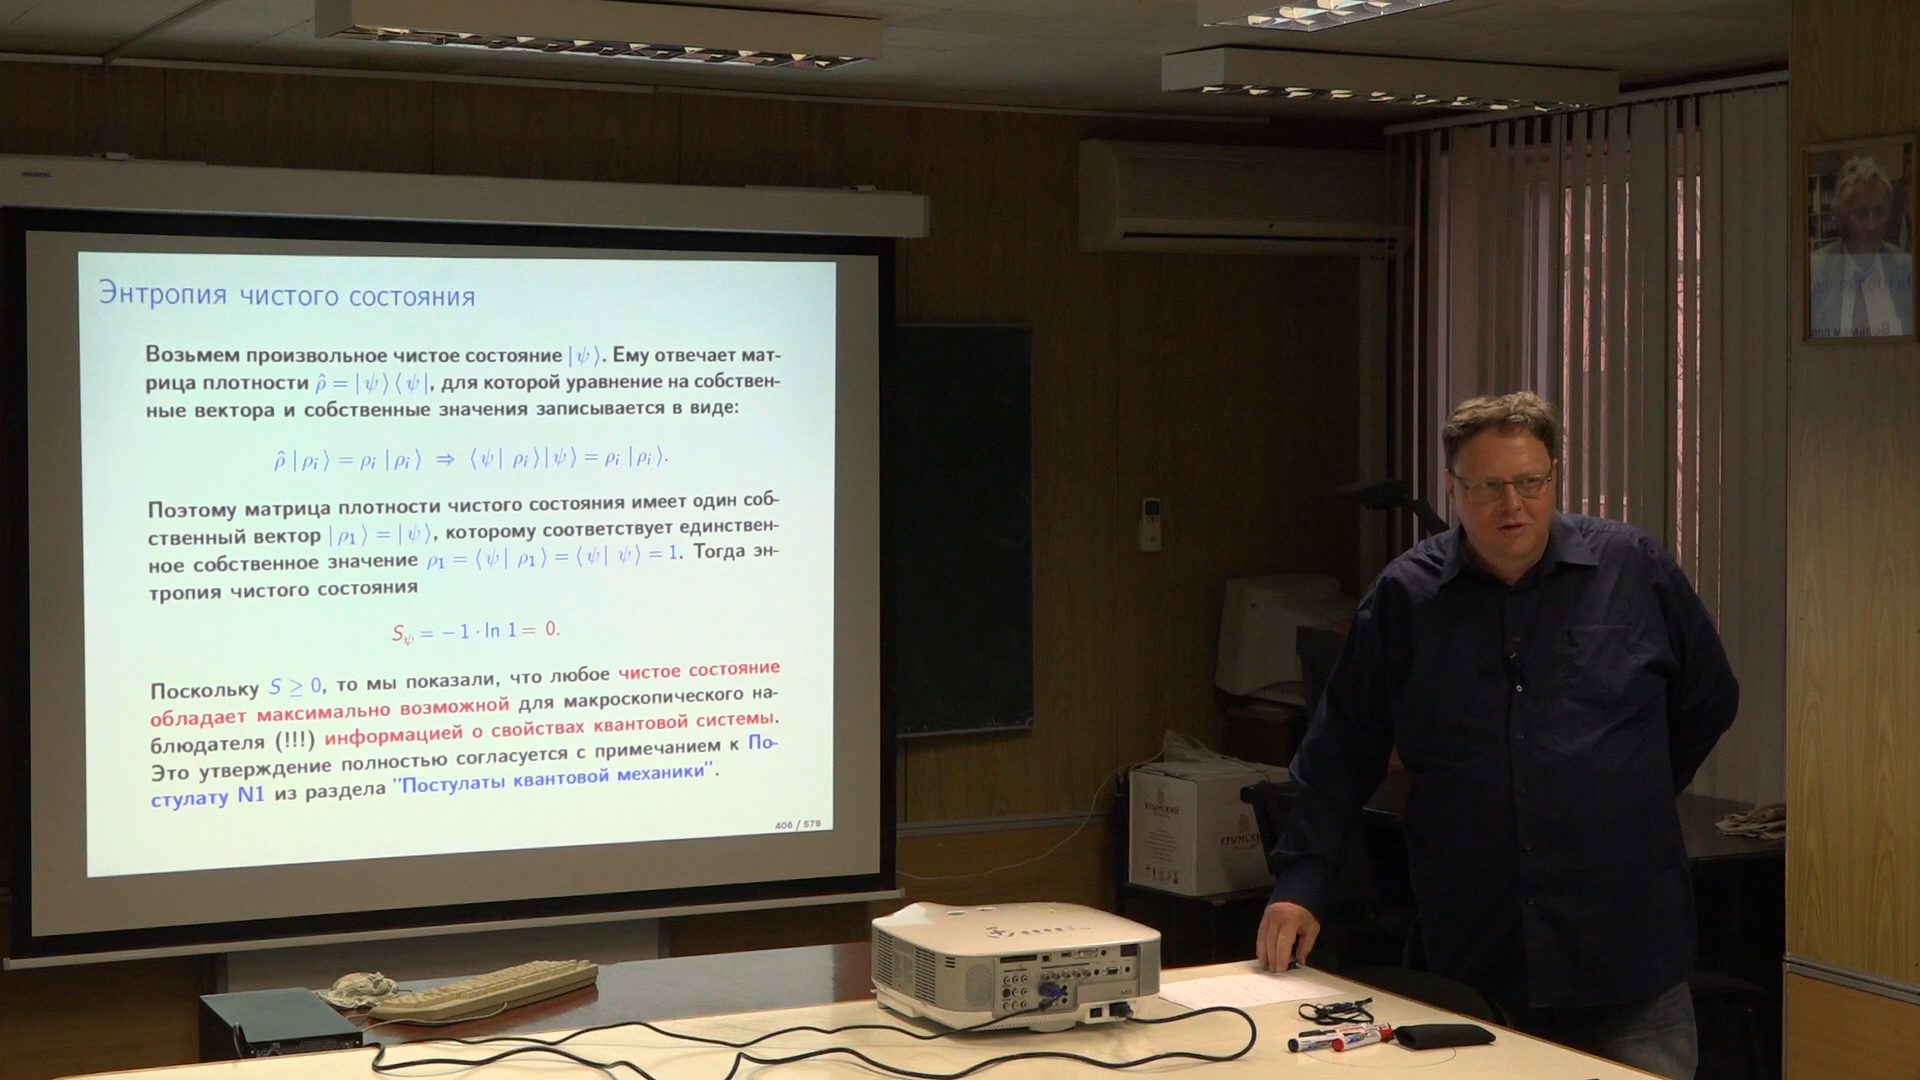 Энтропия чистого состояния
Возьмем произвольное чистое состояние |ψ⟩. Ему отвечает мат-
рица плотности ρ̂ = |ψ⟩⟨ψ|, для которой уравнение на собствен-
ные вектора и собственные значения записывается в виде:
ρ̂ |ρᵢ⟩ = ρᵢ |ρᵢ⟩ ⇒ ⟨ψ| ρᵢ⟩|ψ⟩ = ρᵢ |ρᵢ⟩.
Поэтому матрица плотности чистого состояния имеет один соб-
ственный вектор |ρ₁⟩ = |ψ⟩, которому соответствует единствен-
ное собственное значение ρ₁ = ⟨ψ| ρ₁⟩ = ⟨ψ| ψ⟩ = 1. Тогда эн-
тропия чистого состояния
S_ψ = − 1 · ln 1 = 0.
Поскольку S ≥ 0, то мы показали, что любое чистое состояние
обладает максимально возможной для макроскопического на-
блюдателя (!!!) информацией о свойствах квантовой системы.
Это утверждение полностью согласуется с примечанием к По-
стулату N1 из раздела "Постулаты квантовой механики".
406 / 578
КРЫМСКИЙ
КРЫМСКИЙ